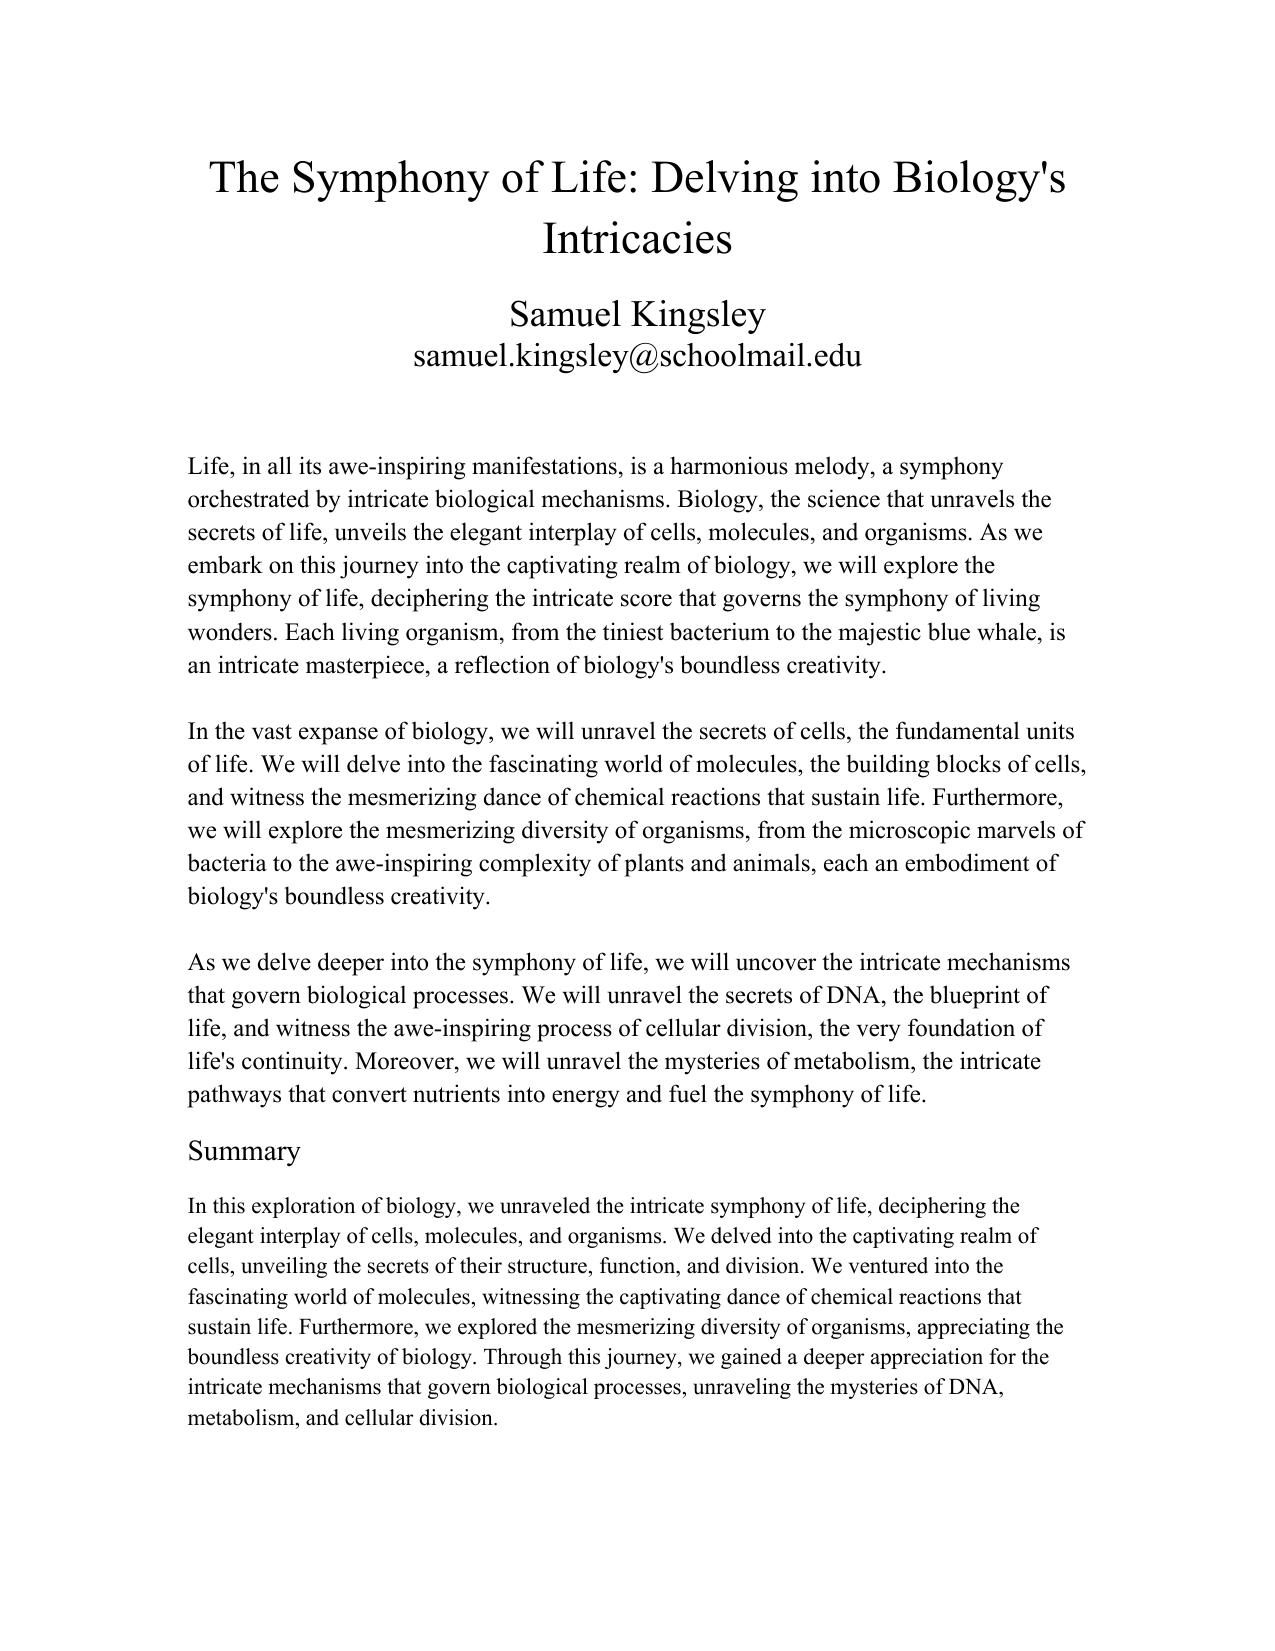 The Symphony of Life: Delving into Biology's
Intricacies
Samuel Kingsley
samuel.kingsley@schoolmail.edu
Life, in all its awe-inspiring manifestations, is a harmonious melody, a symphony
orchestrated by intricate biological mechanisms. Biology, the science that unravels the
secrets of life, unveils the elegant interplay of cells, molecules, and organisms. As we
embark on this journey into the captivating realm of biology, we will explore the
symphony of life, deciphering the intricate score that governs the symphony of living
wonders. Each living organism, from the tiniest bacterium to the majestic blue whale, is
an intricate masterpiece, a reflection of biology's boundless creativity.
In the vast expanse of biology, we will unravel the secrets of cells, the fundamental units
of life. We will delve into the fascinating world of molecules, the building blocks of cells,
and witness the mesmerizing dance of chemical reactions that sustain life. Furthermore,
we will explore the mesmerizing diversity of organisms, from the microscopic marvels of
bacteria to the awe-inspiring complexity of plants and animals, each an embodiment of
biology's boundless creativity.
As we delve deeper into the symphony of life, we will uncover the intricate mechanisms
that govern biological processes. We will unravel the secrets of DNA, the blueprint of
life, and witness the awe-inspiring process of cellular division, the very foundation of
life's continuity. Moreover, we will unravel the mysteries of metabolism, the intricate
pathways that convert nutrients into energy and fuel the symphony of life.
Summary
In this exploration of biology, we unraveled the intricate symphony of life, deciphering the
elegant interplay of cells, molecules, and organisms. We delved into the captivating realm of
cells, unveiling the secrets of their structure, function, and division. We ventured into the
fascinating world of molecules, witnessing the captivating dance of chemical reactions that
sustain life. Furthermore, we explored the mesmerizing diversity of organisms, appreciating the
boundless creativity of biology. Through this journey, we gained a deeper appreciation for the
intricate mechanisms that govern biological processes, unraveling the mysteries of DNA,
metabolism, and cellular division.